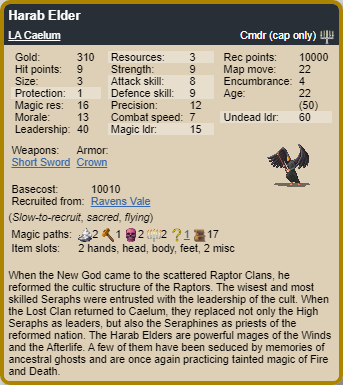 Harab Elder
LA Caelum Cmdr (cap only)
Gold: 310 Resources: 3 Rec points: 10000
Hit points: 9 Strength: 9 Map move: 22
Size: 3 Attack skill: 8 Encumbrance: 4
Protection: 1 Defence skill: 9 Age: 22
Magic res: 16 Precision: 12 (50)
Morale: 13 Combat speed: 7 Undead ldr: 60
Leadership: 40 Magic ldr: 15
Weapons: Armor:
Short Sword Crown
Basecost: 10010
Recruited from: Ravens Vale
(Slow-to-recruit, sacred, flying)
Magic paths: 2 1 2 2 ? 1 17
Item slots: 2 hands, head, body, feet, 2 misc
When the New God came to the scattered Raptor Clans, he
reformed the cultic structure of the Raptors. The wisest and most
skilled Seraphs were entrusted with the leadership of the cult. When
the Lost Clan returned to Caelum, they replaced not only the High
Seraphs as leaders, but also the Seraphines as priests of the
reformed nation. The Harab Elders are powerful mages of the Winds
and the Afterlife. A few of them have been seduced by memories of
ancestral ghosts and are once again practicing tainted magic of Fire
and Death.